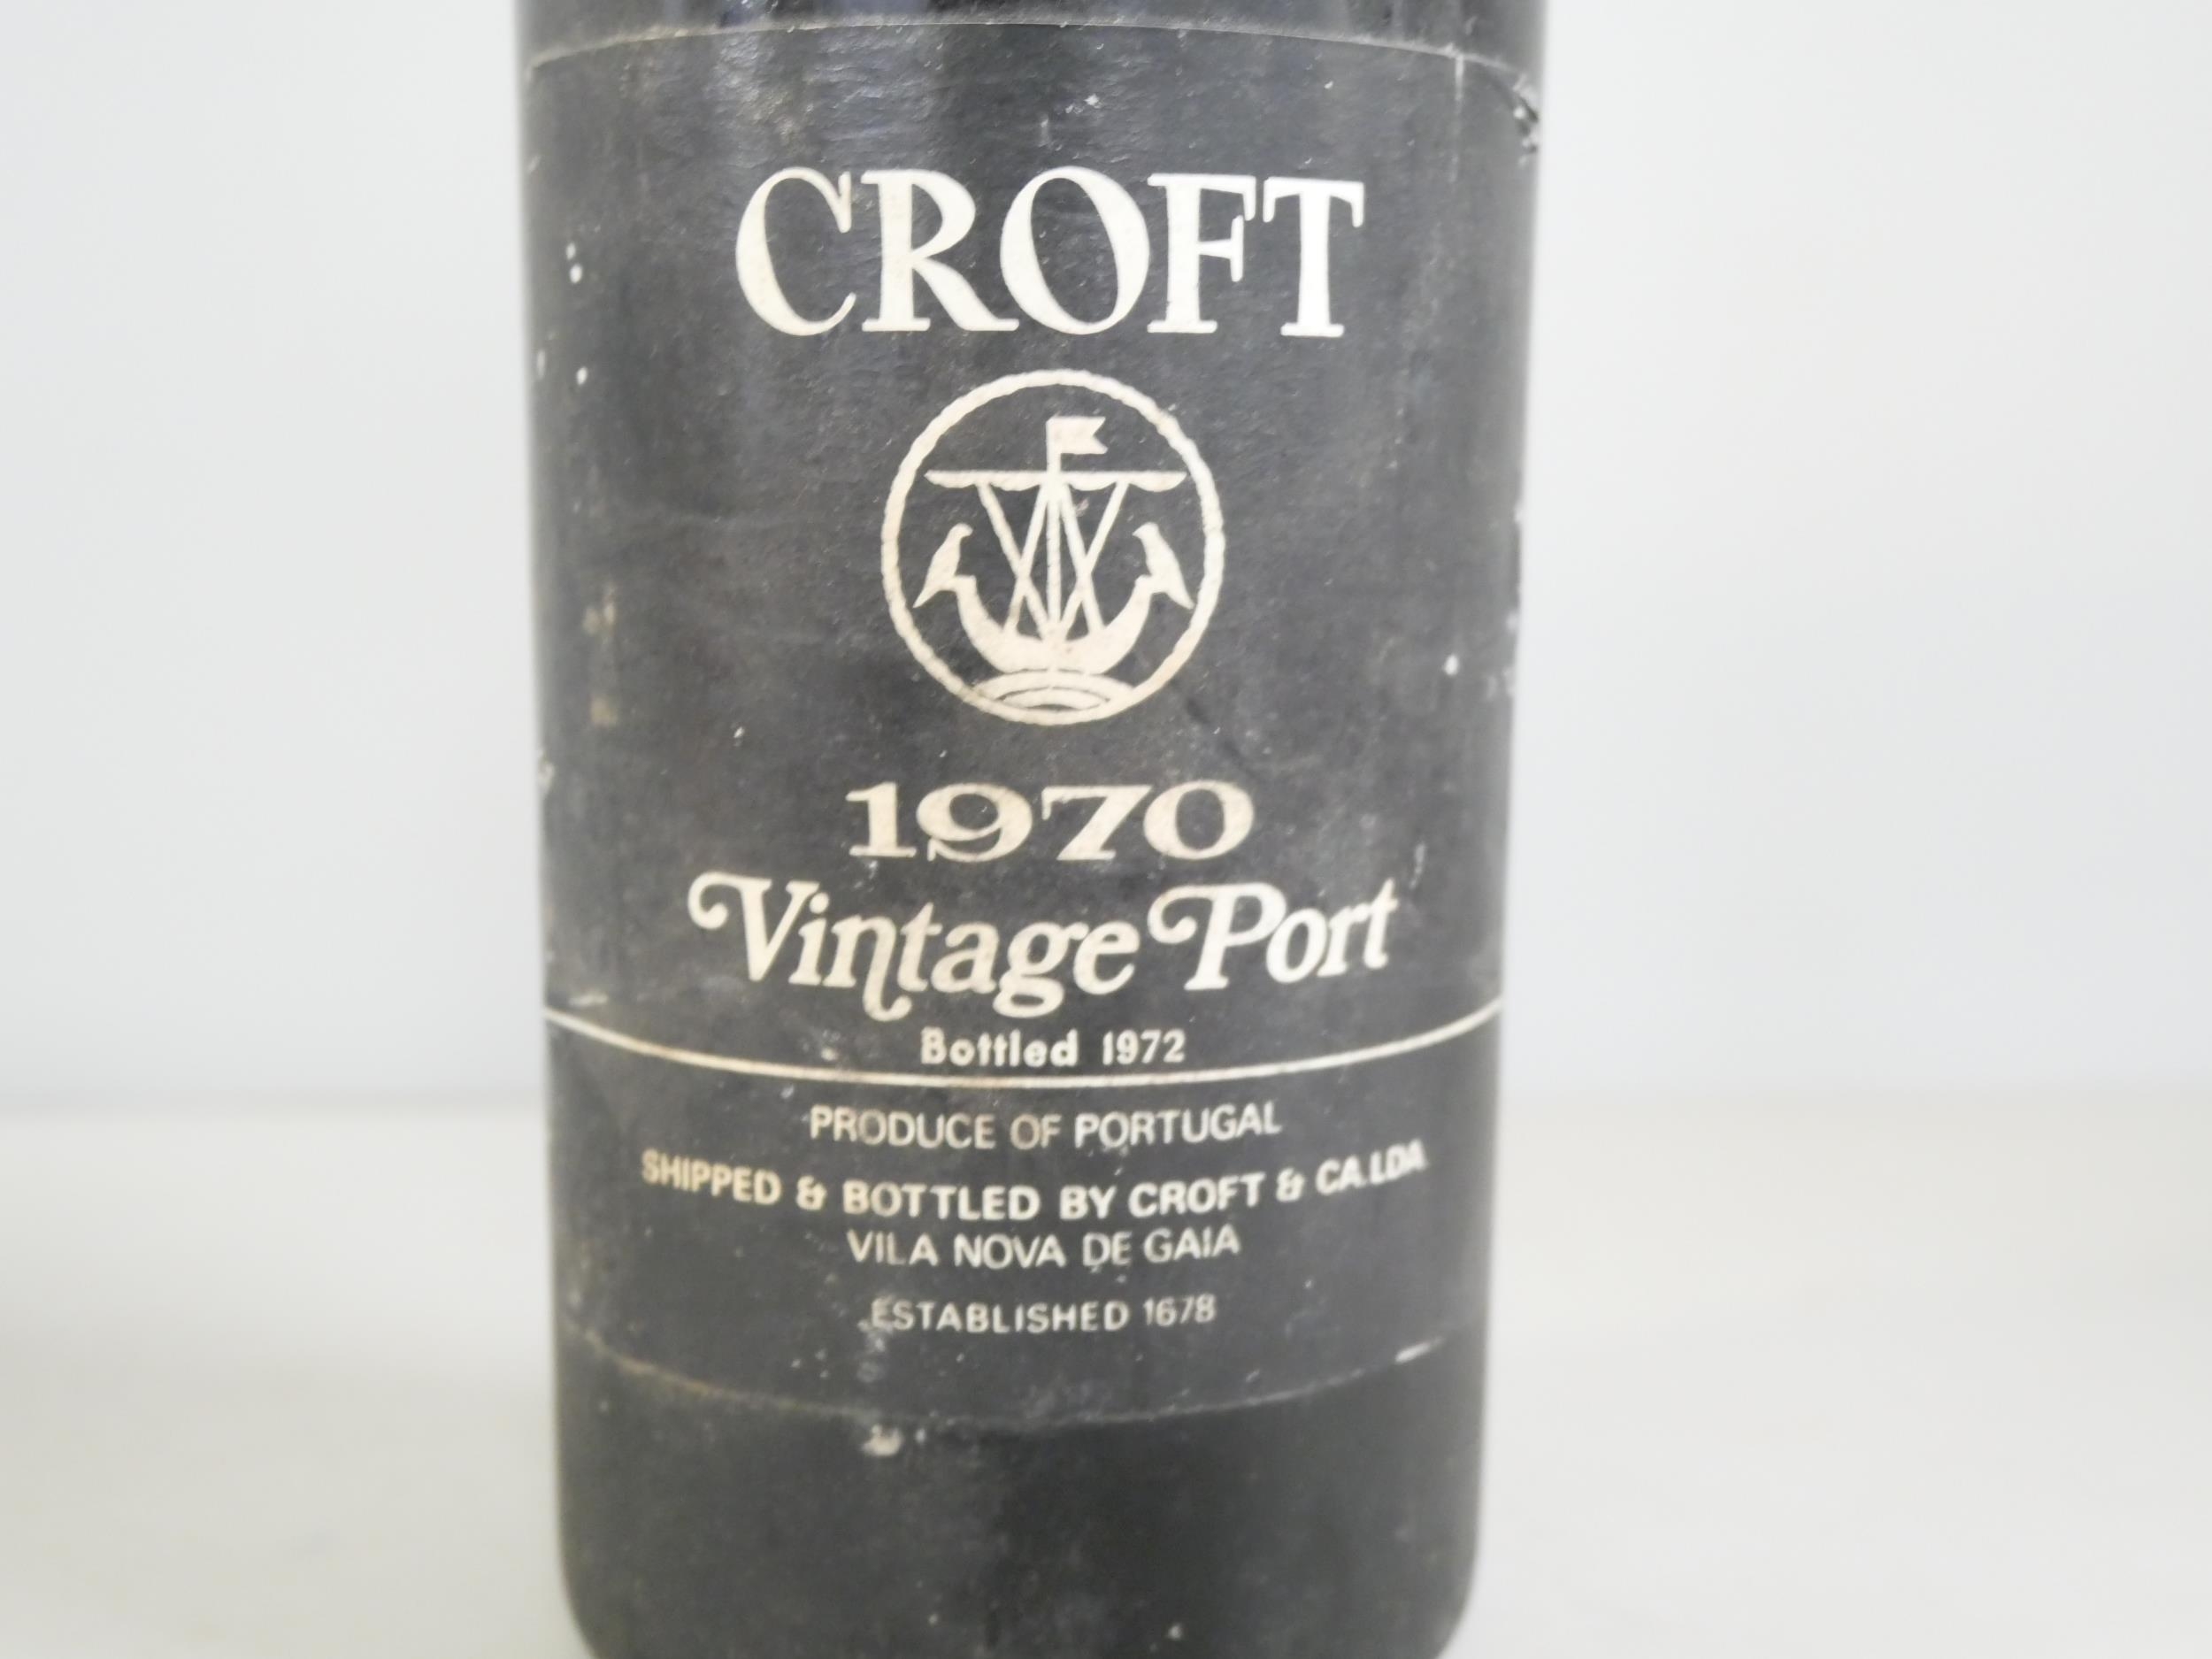 CROFT
1970
Vintage Port
Bottled 1972
PRODUCE OF PORTUGAL
SHIPPED & BOTTLED BY CROFT & CA. LDA.
VILA NOVA DE GAIA
ESTABLISHED 1678